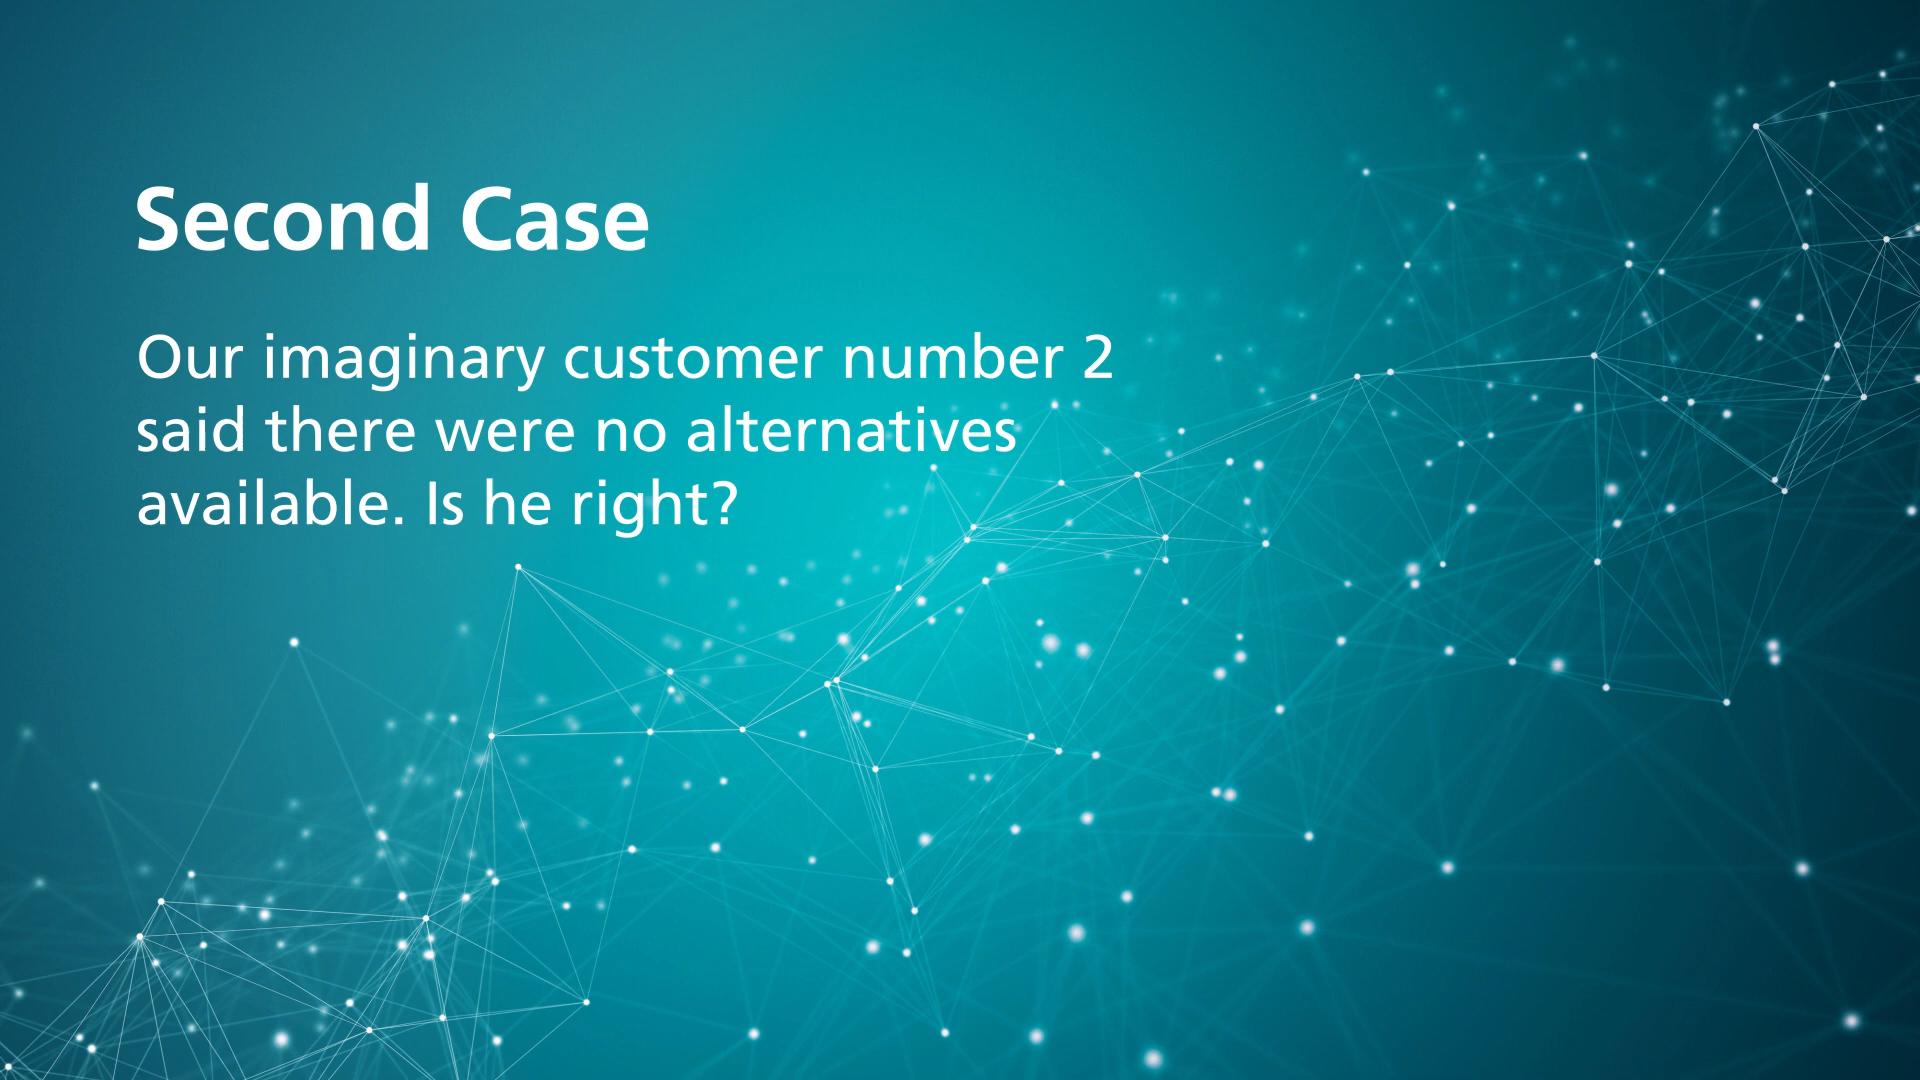 Second Case
Our imaginary customer number 2
said there were no alternatives
available. Is he right?